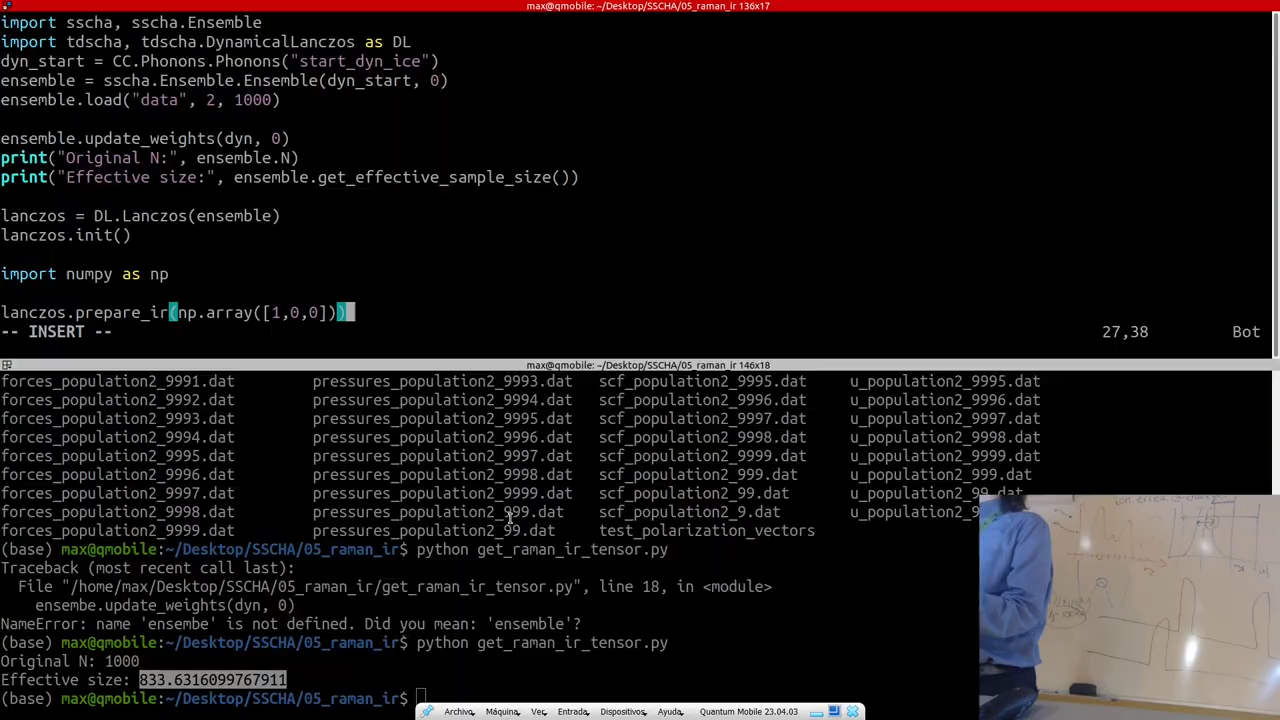 max@qmobile: ~/Desktop/SSCHA/05_raman_ir 136x17
import sscha, sscha.Ensemble
import tdscha, tdscha.DynamicalLanczos as DL
dyn_start = CC.Phonons.Phonons("start_dyn_ice")
ensemble = sscha.Ensemble.Ensemble(dyn_start, 0)
ensemble.load("data", 2, 1000)
ensemble.update_weights(dyn, 0)
print("Original N:", ensemble.N)
print("Effective size:", ensemble.get_effective_sample_size())
lanczos = DL.Lanczos(ensemble)
lanczos.init()
import numpy as np
lanczos.prepare_ir(np.array([1,0,0]))
-- INSERT -- 27,38 Bot
max@qmobile: ~/Desktop/SSCHA/05_raman_ir 146x18
forces_population2_9991.dat pressures_population2_9993.dat scf_population2_9995.dat u_population2_9995.dat
forces_population2_9992.dat pressures_population2_9994.dat scf_population2_9996.dat u_population2_9996.dat
forces_population2_9993.dat pressures_population2_9995.dat scf_population2_9997.dat u_population2_9997.dat
forces_population2_9994.dat pressures_population2_9996.dat scf_population2_9998.dat u_population2_9998.dat
forces_population2_9995.dat pressures_population2_9997.dat scf_population2_9999.dat u_population2_9999.dat
forces_population2_9996.dat pressures_population2_9998.dat scf_population2_999.dat u_population2_999.dat
forces_population2_9997.dat pressures_population2_9999.dat scf_population2_99.dat u_population2_99.dat
forces_population2_9998.dat pressures_population2_999.dat scf_population2_9.dat u_population2_9
forces_population2_9999.dat pressures_population2_99.dat test_polarization_vectors
(base) max@qmobile:~/Desktop/SSCHA/05_raman_ir$ python get_raman_ir_tensor.py
Traceback (most recent call last):
File "/home/max/Desktop/SSCHA/05_raman_ir/get_raman_ir_tensor.py", line 18, in <module>
ensembe.update_weights(dyn, 0)
NameError: name 'ensembe' is not defined. Did you mean: 'ensemble'?
(base) max@qmobile:~/Desktop/SSCHA/05_raman_ir$ python get_raman_ir_tensor.py
Original N: 1000
Effective size: 833.6316099767911
(base) max@qmobile:~/Desktop/SSCHA/05_raman_ir$
Archivo Máquina Ver Entrada Dispositivos Ayuda Quantum Mobile 23.04.03